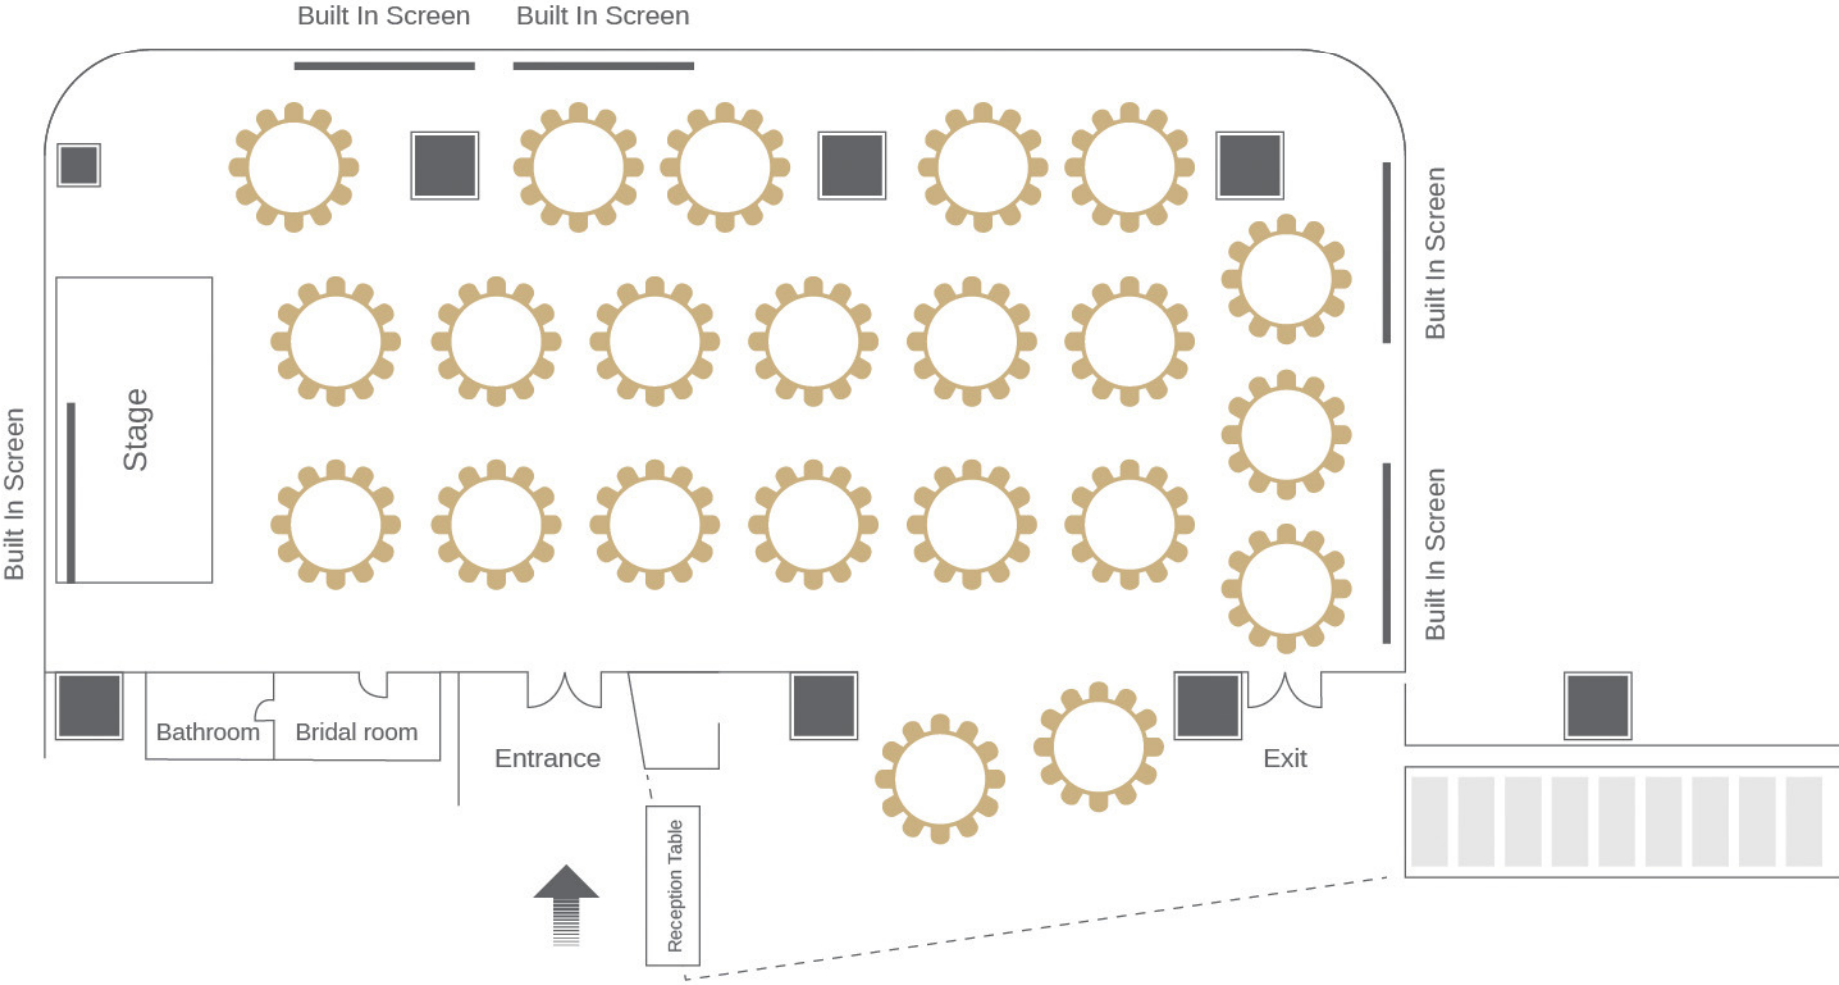 Built In Screen
Built In Screen
Built In Screen
Stage
Built In Screen
Built In Screen
Bathroom
Bridal room
Entrance
Exit
Reception Table